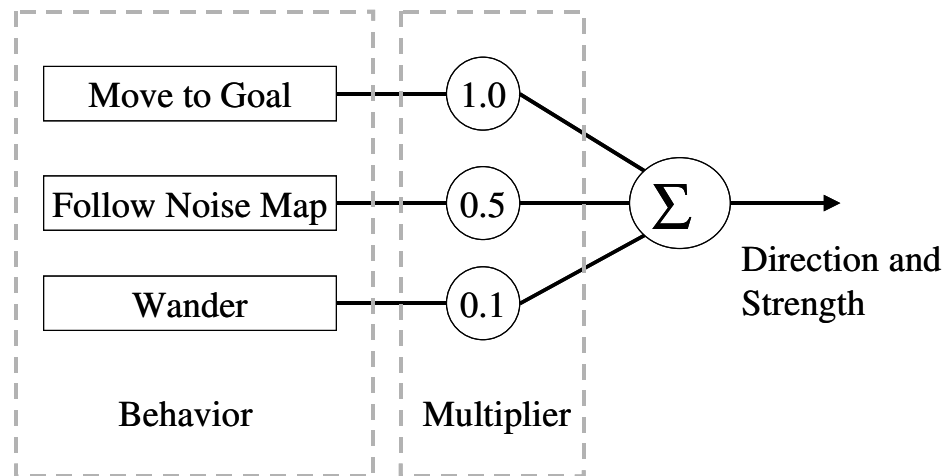 Move to Goal
1.0
Follow Noise Map
0.5
Σ
Wander
0.1
Direction and
Strength
Behavior
Multiplier